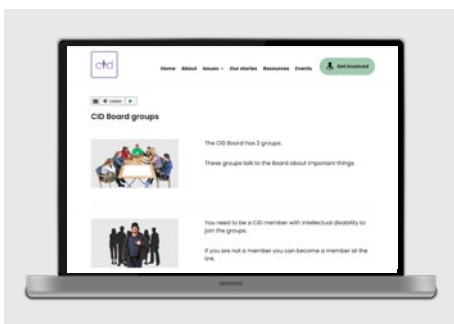 cid
Home About Issues Our stories Resources Events Get Involved
Listen
CID Board groups
The CID Board has 2 groups.
These groups talk to the Board about important things.
You need to be a CID member with intellectual disability to
join the groups.
If you are not a member you can become a member at the
link.